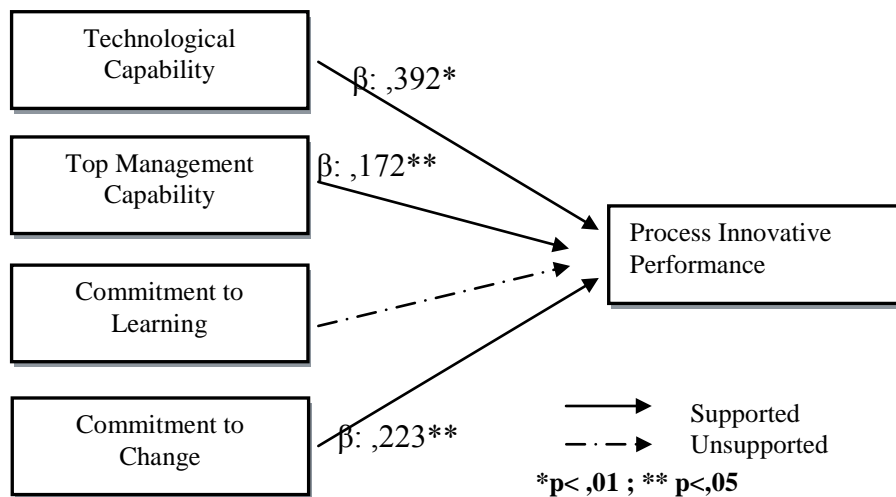 Technological
Capability
β: ,392*
Top Management
Capability
β: ,172**
Process Innovative
Performance
Commitment to
Learning
Commitment to
Change
β: ,223**
Supported
Unsupported
*p< ,01 ; ** p<,05